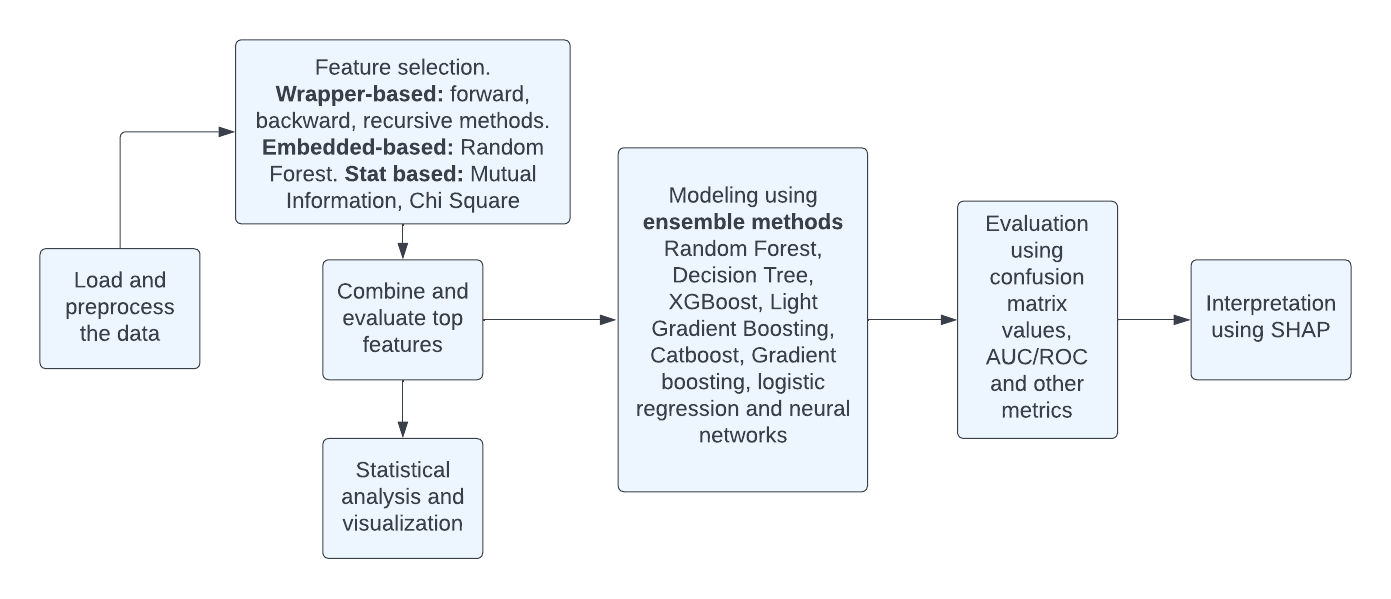 Load and
preprocess
the data
Feature selection.
Wrapper-based: forward,
backward, recursive methods.
Embedded-based: Random
Forest. Stat based: Mutual
Information, Chi Square
Combine and
evaluate top
features
Statistical
analysis and
visualization
Modeling using
ensemble methods
Random Forest,
Decision Tree,
XGBoost, Light
Gradient Boosting,
Catboost, Gradient
boosting, logistic
regression and neural
networks
Evaluation
using
confusion
matrix
values,
AUC/ROC
and other
metrics
Interpretation
using SHAP